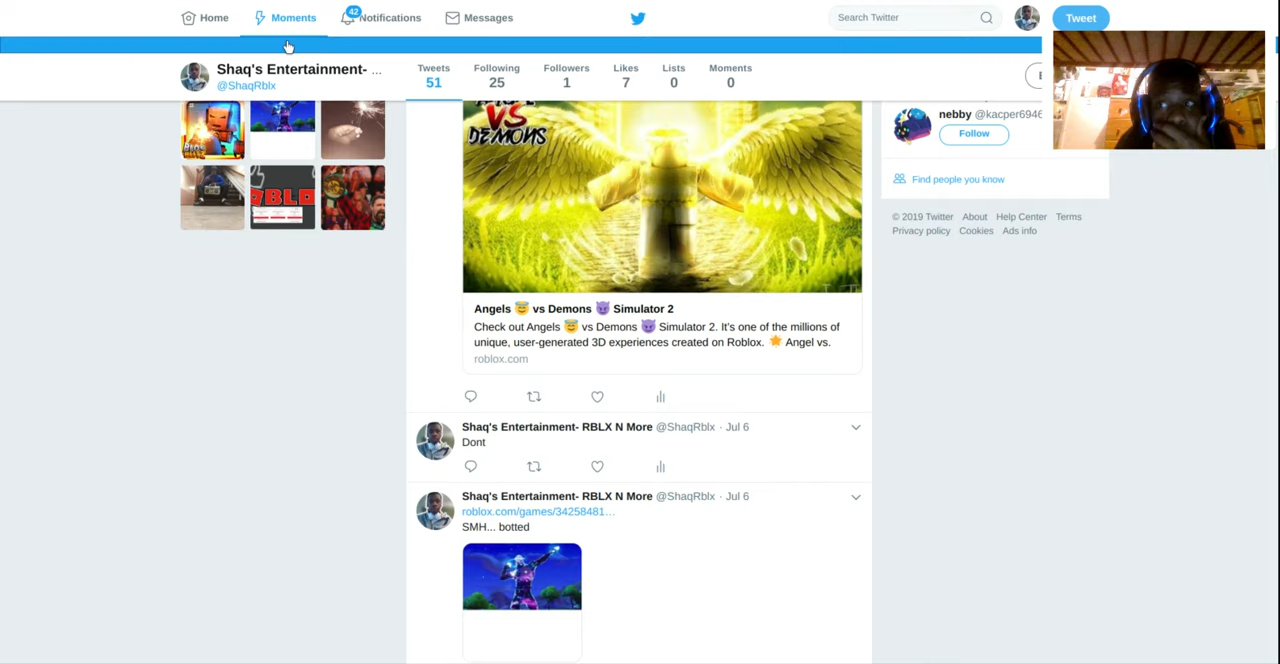 Home
Moments
42
Notifications
Messages
Search Twitter
Tweet
Shaq's Entertainment- ...
@ShaqRblx
Tweets
51
Following
25
Followers
1
Likes
7
Lists
0
Moments
0
VS
DEMONS
nebby @kacper6946
Follow
Find people you know
© 2019 Twitter About Help Center Terms
Privacy policy Cookies Ads info
Angels 😇 vs Demons 😈 Simulator 2
Check out Angels 😇 vs Demons 😈 Simulator 2. It's one of the millions of
unique, user-generated 3D experiences created on Roblox. 🌟 Angel vs.
roblox.com
Shaq's Entertainment- RBLX N More @ShaqRblx · Jul 6
Dont
Shaq's Entertainment- RBLX N More @ShaqRblx · Jul 6
roblox.com/games/34258481...
SMH... botted